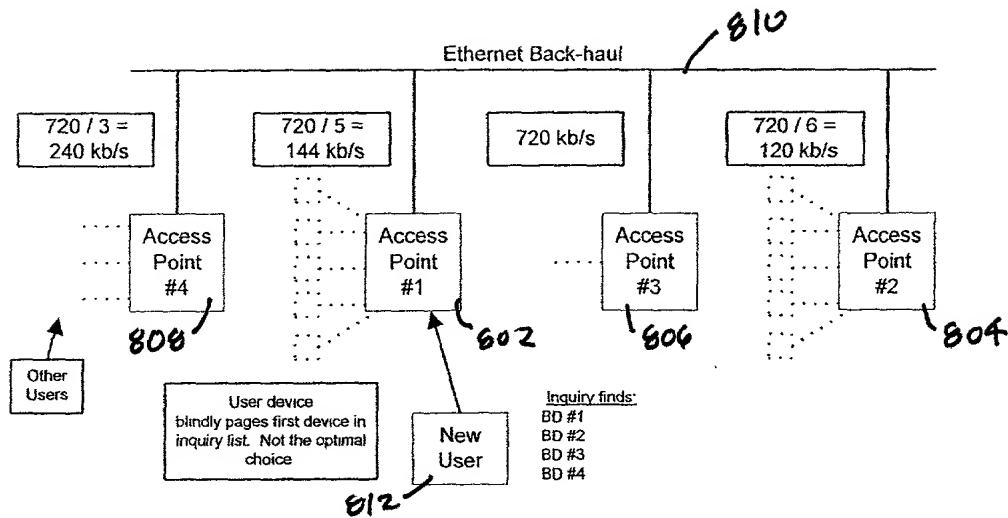 810
Ethernet Back-haul
720 / 3 =
240 kb/s
720 / 5 =
144 kb/s
720 kb/s
720 / 6 =
120 kb/s
Access
Point
#4
Access
Point
#1
Access
Point
#3
Access
Point
#2
808
802
806
804
Other
Users
User device
blindly pages first device in
inquiry list. Not the optimal
choice
New
User
812
Inquiry finds:
BD #1
BD #2
BD #3
BD #4